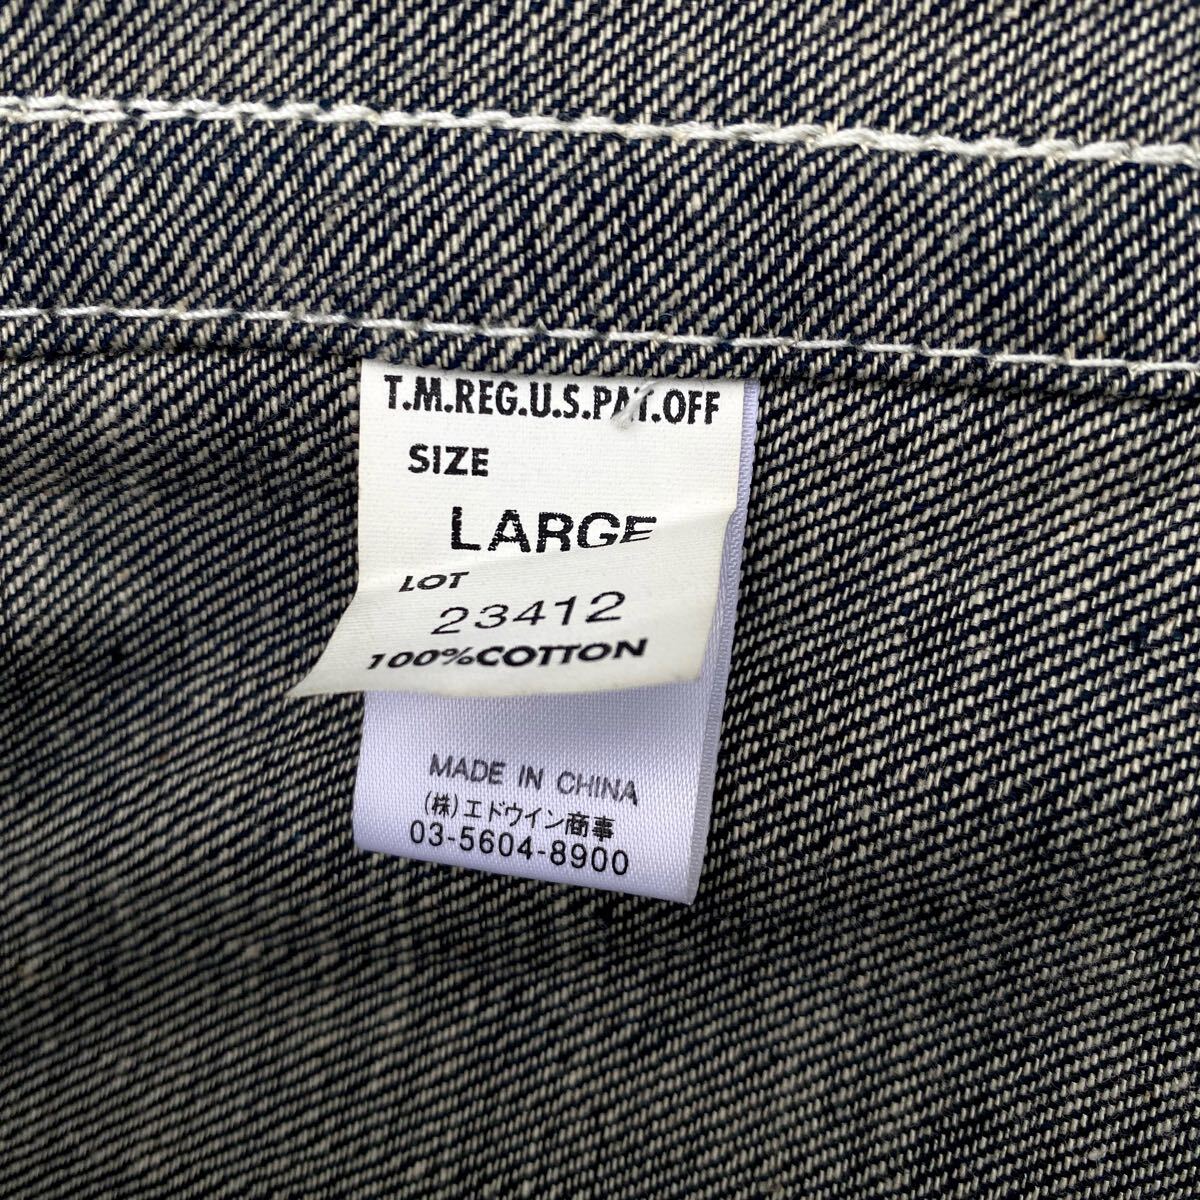 T.M.REG.U.S.PAT.OFF
SIZE
LARGE
LOT
23412
100%COTTON
MADE IN CHINA
(株)エドウイン商事
03-5604-8900